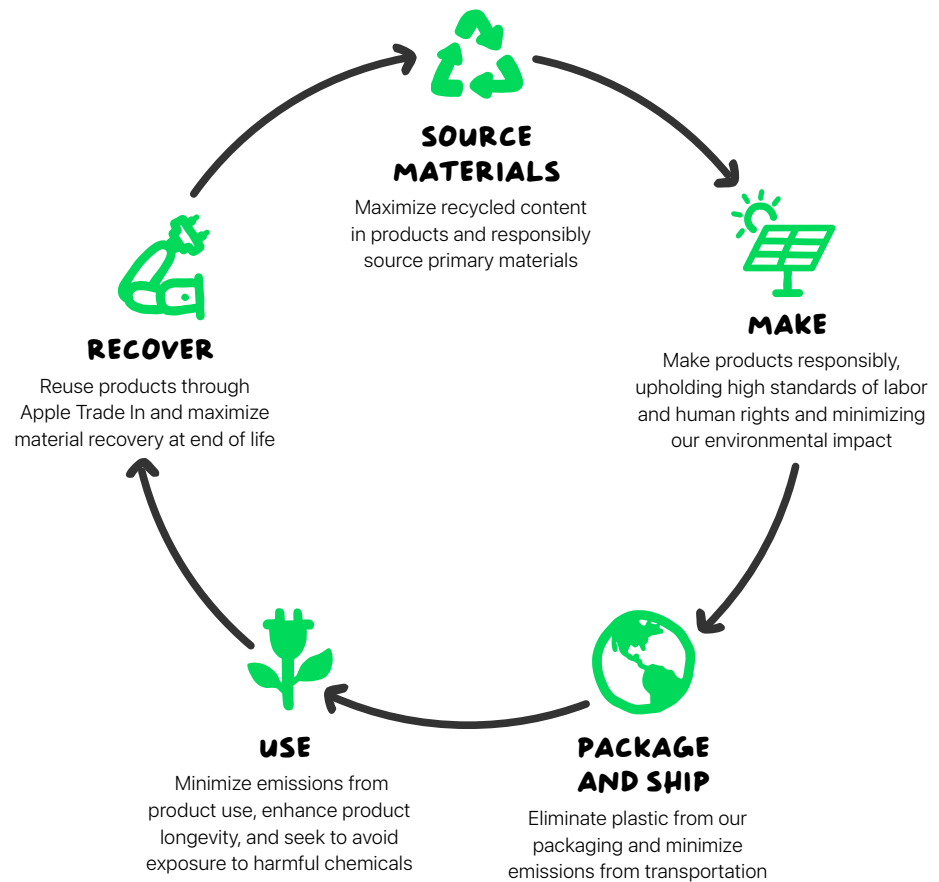 SOURCE
MATERIALS
Maximize recycled content
in products and responsibly
source primary materials
MAKE
Make products responsibly,
upholding high standards of labor
and human rights and minimizing
our environmental impact
PACKAGE
AND SHIP
Eliminate plastic from our
packaging and minimize
emissions from transportation
USE
Minimize emissions from
product use, enhance product
longevity, and seek to avoid
exposure to harmful chemicals
RECOVER
Reuse products through
Apple Trade In and maximize
material recovery at end of life